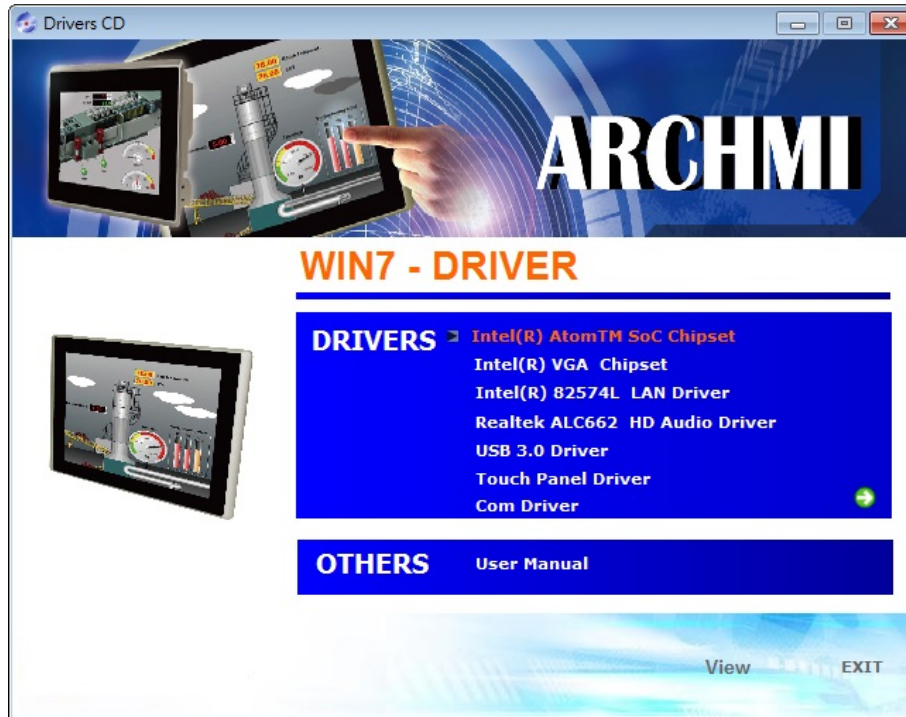 Drivers CD
ARCHMI
WIN7 - DRIVER
DRIVERS
Intel(R) AtomTM SoC Chipset
Intel(R) VGA Chipset
Intel(R) 82574L LAN Driver
Realtek ALC662 HD Audio Driver
USB 3.0 Driver
Touch Panel Driver
Com Driver
OTHERS
User Manual
View
EXIT